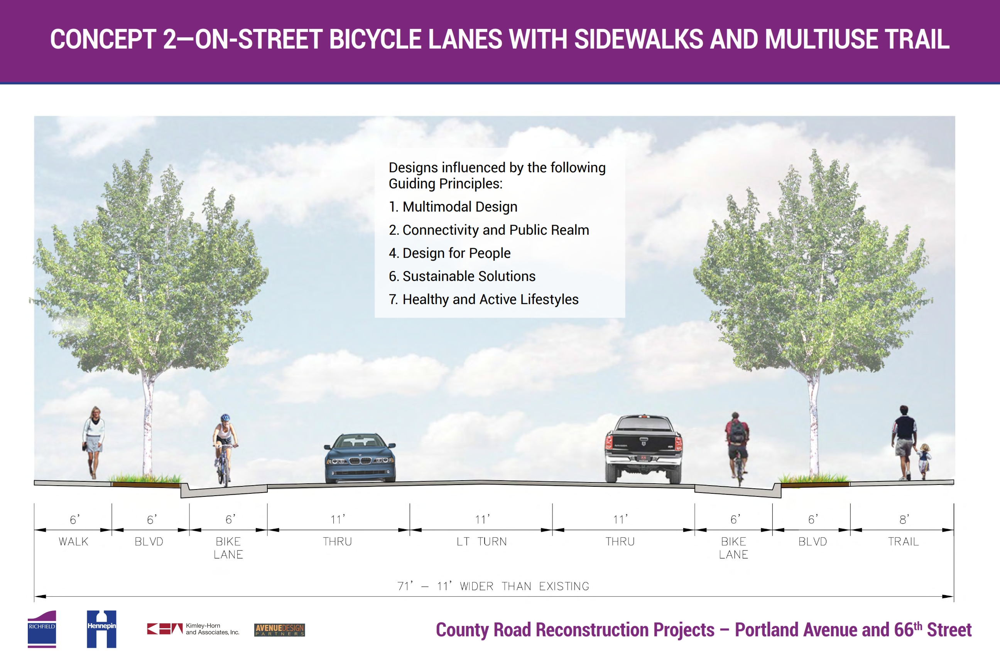 CONCEPT 2—ON-STREET BICYCLE LANES WITH SIDEWALKS AND MULTIUSE TRAIL
Designs influenced by the following
Guiding Principles:
1. Multimodal Design
2. Connectivity and Public Realm
4. Design for People
6. Sustainable Solutions
7. Healthy and Active Lifestyles
6' 6' 6' 11' 11' 11' 6' 6' 8'
WALK BLVD BIKE THRU LT TURN THRU BIKE BLVD TRAIL
LANE LANE
71' – 11' WIDER THAN EXISTING
RICHFIELD
Hennepin
Kimley-Horn
and Associates, Inc.
AVENUEDESIGN
PARTNERS
County Road Reconstruction Projects – Portland Avenue and 66th Street